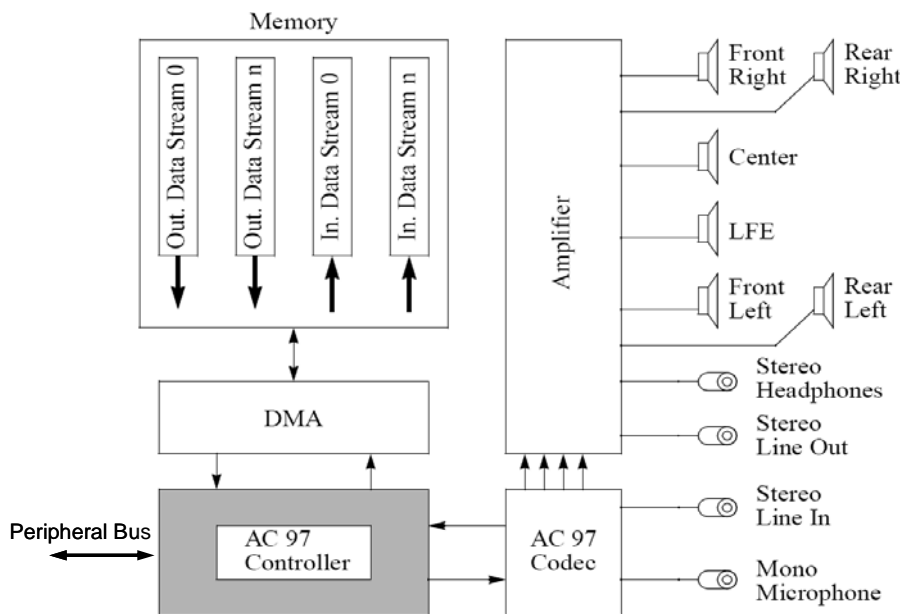 Memory
Out. Data Stream 0
Out. Data Stream n
In. Data Stream 0
In. Data Stream n
DMA
Peripheral Bus
AC 97
Controller
AC 97
Codec
Amplifier
Front
Right
Rear
Right
Center
LFE
Front
Left
Rear
Left
Stereo
Headphones
Stereo
Line Out
Stereo
Line In
Mono
Microphone